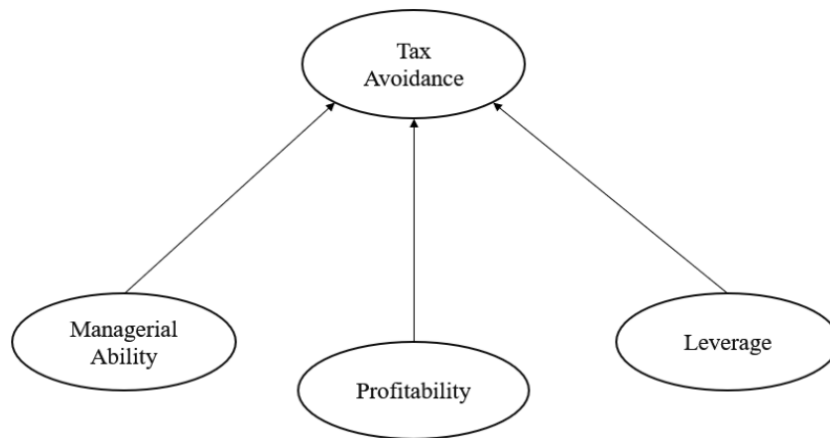 Tax
Avoidance
Managerial
Ability
Profitability
Leverage